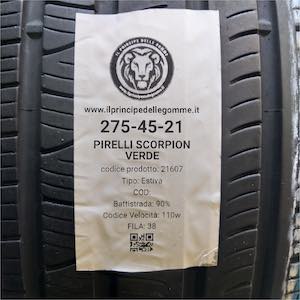 IL PRINCIPE DELLE GOMME
www.ilprincipedellegomme.it
275-45-21
PIRELLI SCORPION
VERDE
codice prodotto: 21607
Tipo: Estiva
COD.
Battistrada: 90%
Codice Velocità: 110w
FILA: 38